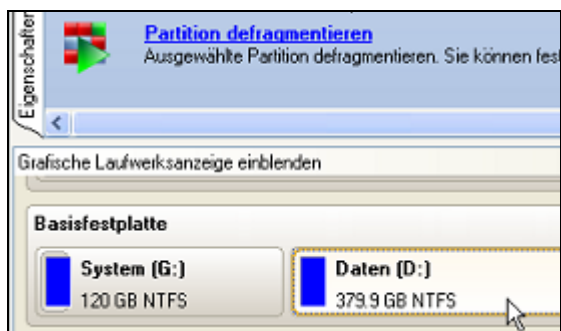 Eigenschaften
Partition defragmentieren
Ausgewählte Partition defragmentieren. Sie können
Grafische Laufwerksanzeige einblenden
Basisfestplatte
System (G:)
120 GB NTFS
Daten (D:)
379,9 GB NTFS